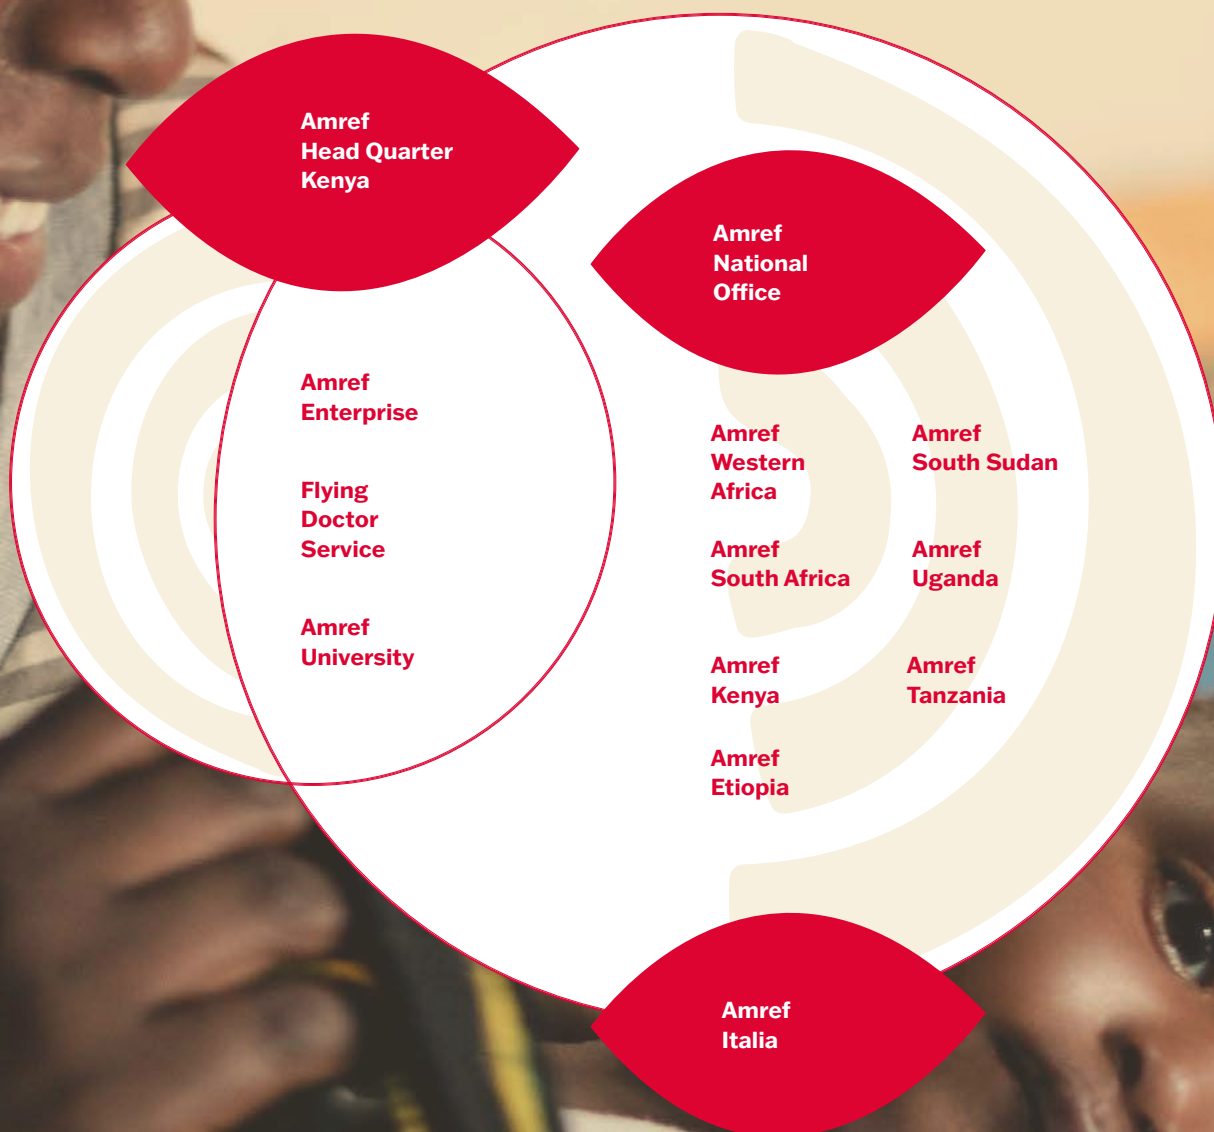 Amref
Head Quarter
Kenya
Amref
Enterprise
Flying
Doctor
Service
Amref
University
Amref
National
Office
Amref
Western
Africa
Amref
South Sudan
Amref
South Africa
Amref
Uganda
Amref
Kenya
Amref
Tanzania
Amref
Etiopia
Amref
Italia